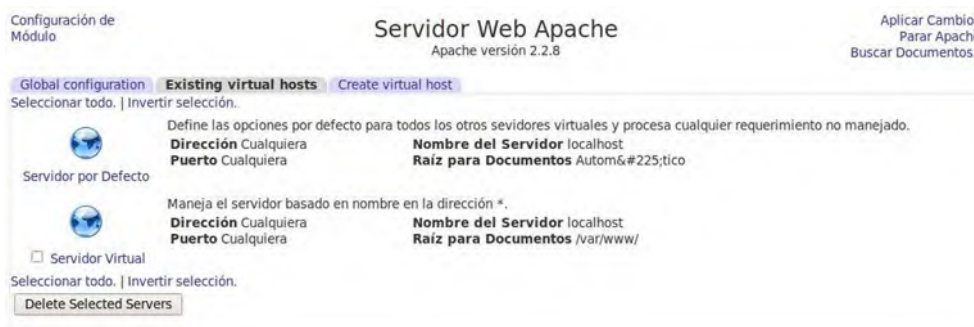 Configuración de
Módulo
Servidor Web Apache
Apache versión 2.2.8
Aplicar Cambio
Parar Apach
Buscar Documentos
Global configuration Existing virtual hosts Create virtual host
Seleccionar todo. | Invertir selección.
Define las opciones por defecto para todos los otros sevidores virtuales y procesa cualquier requerimiento no manejado.
Dirección Cualquiera Nombre del Servidor localhost
Puerto Cualquiera Raíz para Documentos Autom&#225;tico
Servidor por Defecto
Maneja el servidor basado en nombre en la dirección *.
Dirección Cualquiera Nombre del Servidor localhost
Puerto Cualquiera Raíz para Documentos /var/www/
Servidor Virtual
Seleccionar todo. | Invertir selección.
Delete Selected Servers